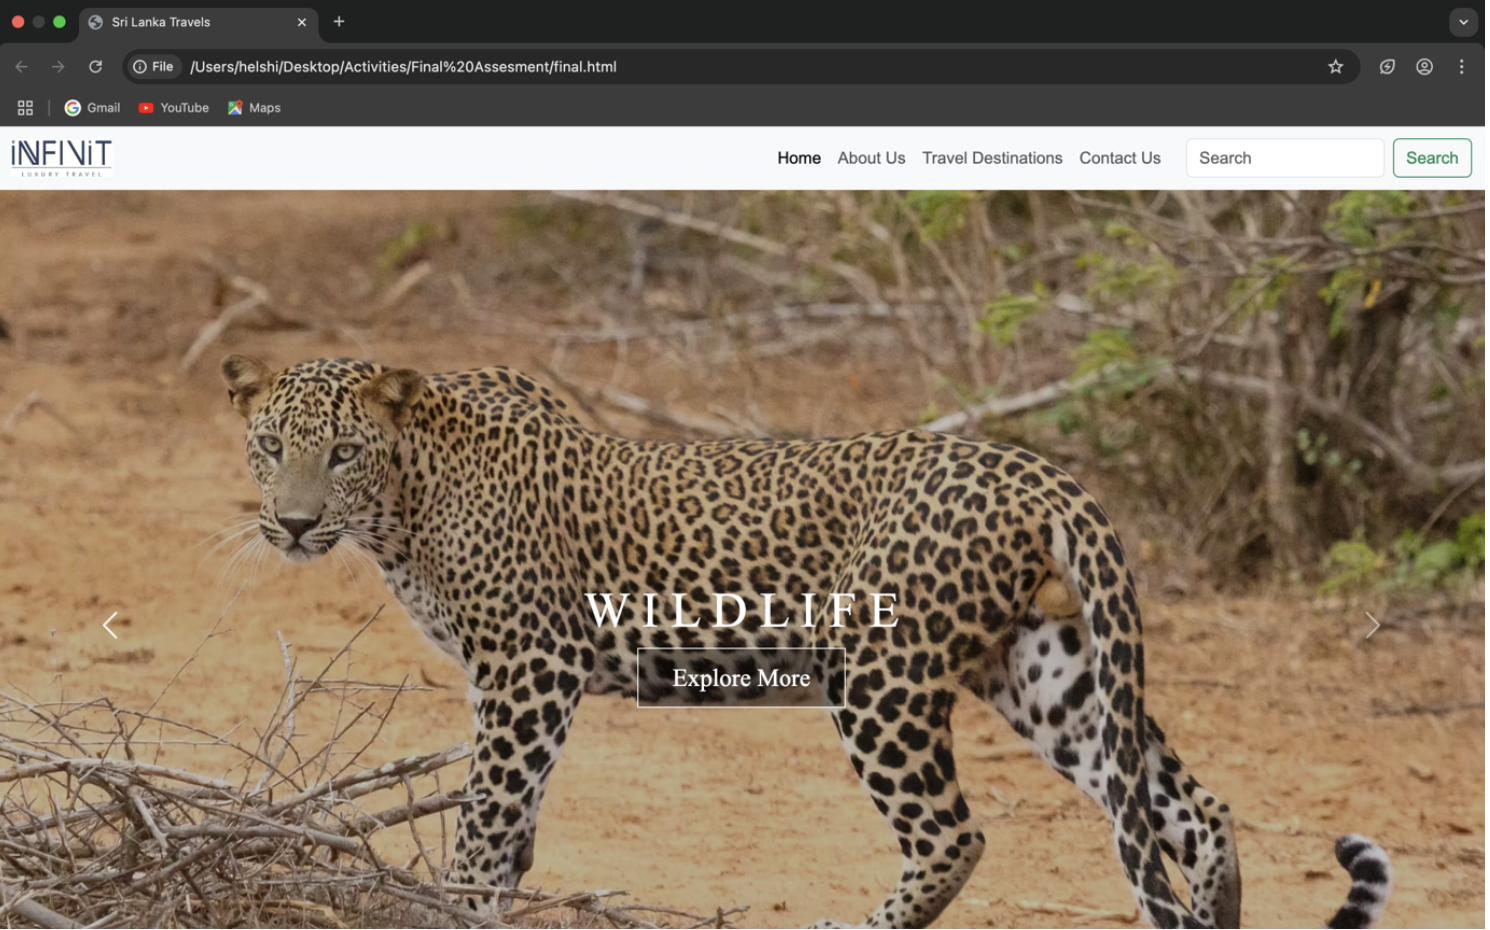 Sri Lanka Travels
File /Users/helshi/Desktop/Activities/Final%20Assesment/final.html
Gmail YouTube Maps
iNFiNiT
LUXURY TRAVEL
Home About Us Travel Destinations Contact Us Search Search
WILDLIFE
Explore More